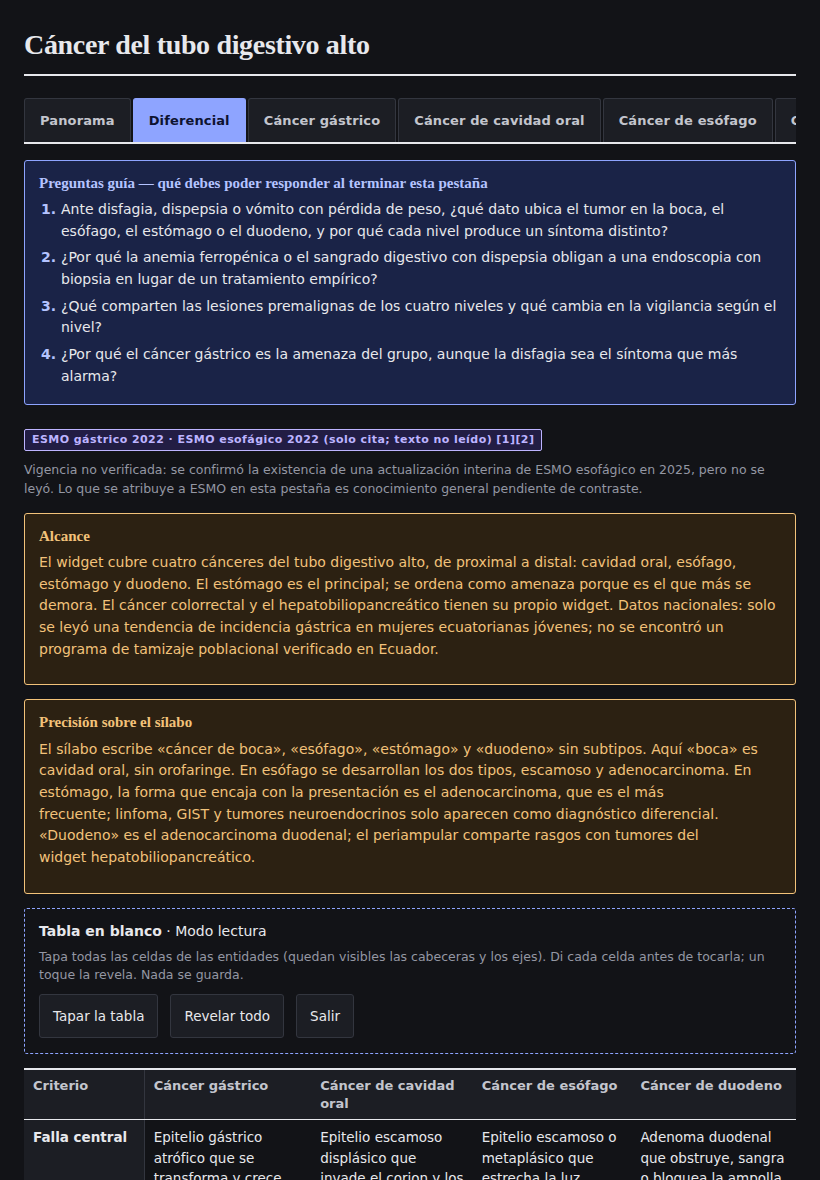 Cáncer del tubo digestivo alto
Panorama
Diferencial
Cáncer gástrico
Cáncer de cavidad oral
Cáncer de esófago
Preguntas guía — qué debes poder responder al terminar esta pestaña
1. Ante disfagia, dispepsia o vómito con pérdida de peso, ¿qué dato ubica el tumor en la boca, el
esófago, el estómago o el duodeno, y por qué cada nivel produce un síntoma distinto?
2. ¿Por qué la anemia ferropénica o el sangrado digestivo con dispepsia obligan a una endoscopia con
biopsia en lugar de un tratamiento empírico?
3. ¿Qué comparten las lesiones premalignas de los cuatro niveles y qué cambia en la vigilancia según el
nivel?
4. ¿Por qué el cáncer gástrico es la amenaza del grupo, aunque la disfagia sea el síntoma que más
alarma?
ESMO gástrico 2022 · ESMO esofágico 2022 (solo cita; texto no leído) [1][2]
Vigencia no verificada: se confirmó la existencia de una actualización interina de ESMO esofágico en 2025, pero no se
leyó. Lo que se atribuye a ESMO en esta pestaña es conocimiento general pendiente de contraste.
Alcance
El widget cubre cuatro cánceres del tubo digestivo alto, de proximal a distal: cavidad oral, esófago,
estómago y duodeno. El estómago es el principal; se ordena como amenaza porque es el que más se
demora. El cáncer colorrectal y el hepatobiliopancreático tienen su propio widget. Datos nacionales: solo
se leyó una tendencia de incidencia gástrica en mujeres ecuatorianas jóvenes; no se encontró un
programa de tamizaje poblacional verificado en Ecuador.
Precisión sobre el sílabo
El sílabo escribe «cáncer de boca», «esófago», «estómago» y «duodeno» sin subtipos. Aquí «boca» es
cavidad oral, sin orofaringe. En esófago se desarrollan los dos tipos, escamoso y adenocarcinoma. En
estómago, la forma que encaja con la presentación es el adenocarcinoma, que es el más
frecuente; linfoma, GIST y tumores neuroendocrinos solo aparecen como diagnóstico diferencial.
«Duodeno» es el adenocarcinoma duodenal; el periampular comparte rasgos con tumores del
widget hepatobiliopancreático.
Tabla en blanco · Modo lectura
Tapa todas las celdas de las entidades (quedan visibles las cabeceras y los ejes). Di cada celda antes de tocarla; un
toque la revela. Nada se guarda.
Tapar la tabla
Revelar todo
Salir
Criterio
Cáncer gástrico
Cáncer de cavidad
oral
Cáncer de esófago
Cáncer de duodeno
Falla central
Epitelio gástrico
atrófico que se
transforma y crece
Epitelio escamoso
displásico que
invade el corion y los
Epitelio escamoso o
metaplásico que
estrecha la luz
Adenoma duodenal
que obstruye, sangra
o bloquea la ampolla